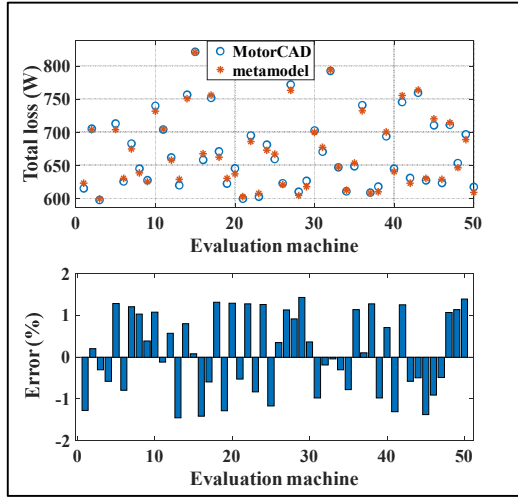 800
750
700
650
600
Total loss (W)
MotorCAD
metamodel
0 10 20 30 40 50
Evaluation machine
2
1
0
-1
-2
Error (%)
0 10 20 30 40 50
Evaluation machine